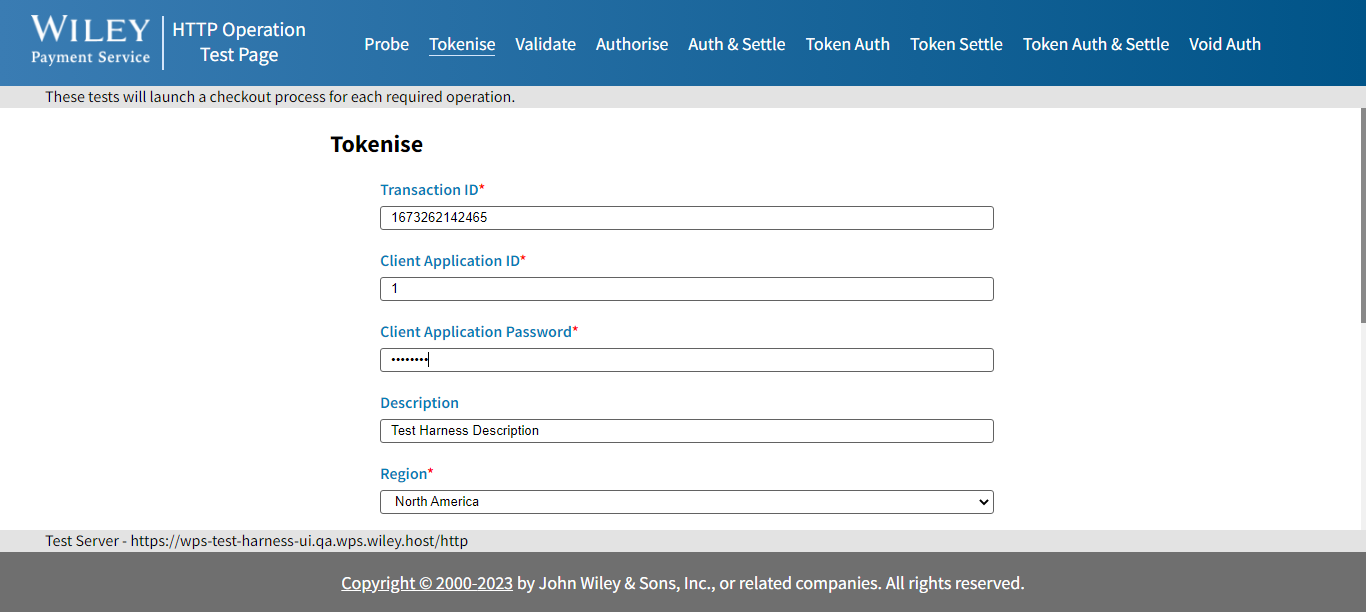 WILEY
Payment Service
HTTP Operation
Test Page
Probe Tokenise Validate Authorise Auth & Settle Token Auth Token Settle Token Auth & Settle Void Auth
These tests will launch a checkout process for each required operation.
Tokenise
Transaction ID*
1673262142465
Client Application ID*
1
Client Application Password*
••••••••
Description
Test Harness Description
Region*
North America
Test Server - https://wps-test-harness-ui.qa.wps.wiley.host/http
Copyright © 2000-2023 by John Wiley & Sons, Inc., or related companies. All rights reserved.